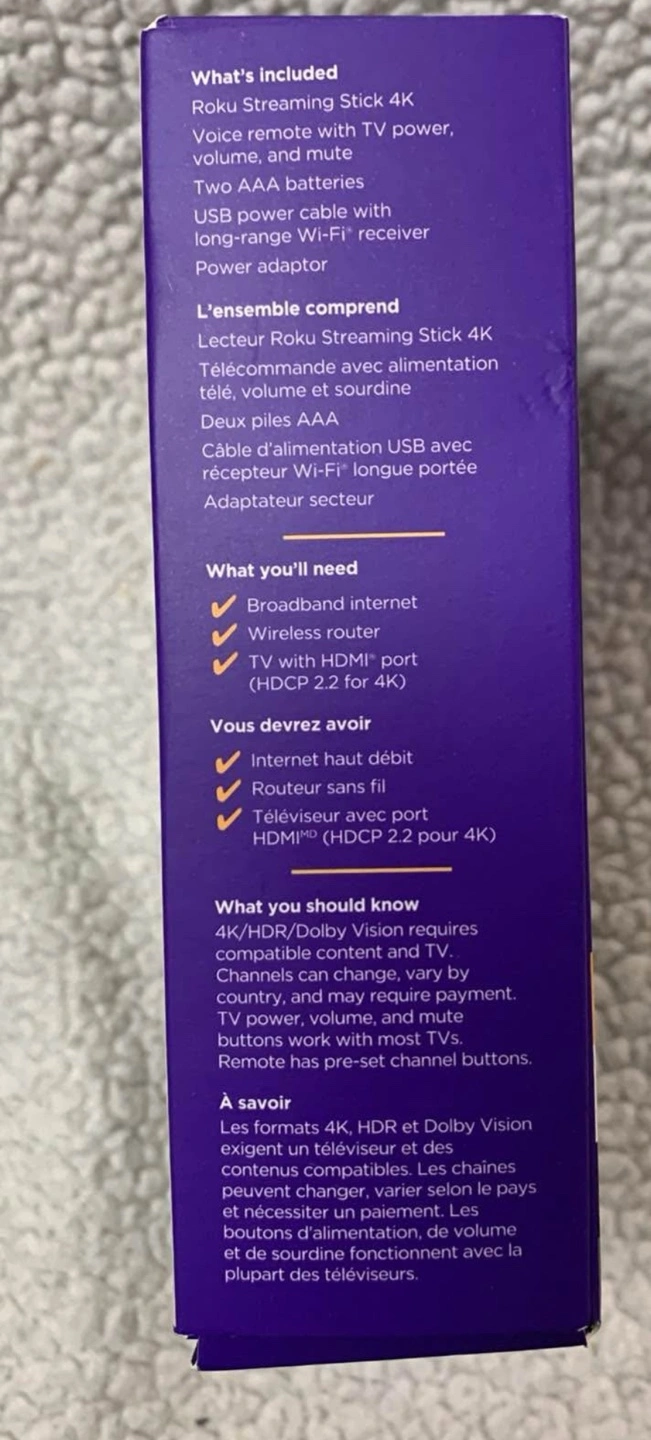 What's included
Roku Streaming Stick 4K
Voice remote with TV power,
volume, and mute
Two AAA batteries
USB power cable with
long-range Wi-Fi® receiver
Power adaptor
L'ensemble comprend
Lecteur Roku Streaming Stick 4K
Télécommande avec alimentation
télé, volume et sourdine
Deux piles AAA
Câble d'alimentation USB avec
récepteur Wi-Fi® longue portée
Adaptateur secteur
What you'll need
✔ Broadband internet
✔ Wireless router
✔ TV with HDMI® port
(HDCP 2.2 for 4K)
Vous devrez avoir
✔ Internet haut débit
✔ Routeur sans fil
✔ Téléviseur avec port
HDMIᴹᴰ (HDCP 2.2 pour 4K)
What you should know
4K/HDR/Dolby Vision requires
compatible content and TV.
Channels can change, vary by
country, and may require payment.
TV power, volume, and mute
buttons work with most TVs.
Remote has pre-set channel buttons.
À savoir
Les formats 4K, HDR et Dolby Vision
exigent un téléviseur et des
contenus compatibles. Les chaînes
peuvent changer, varier selon le pays
et nécessiter un paiement. Les
boutons d'alimentation, de volume
et de sourdine fonctionnent avec la
plupart des téléviseurs.